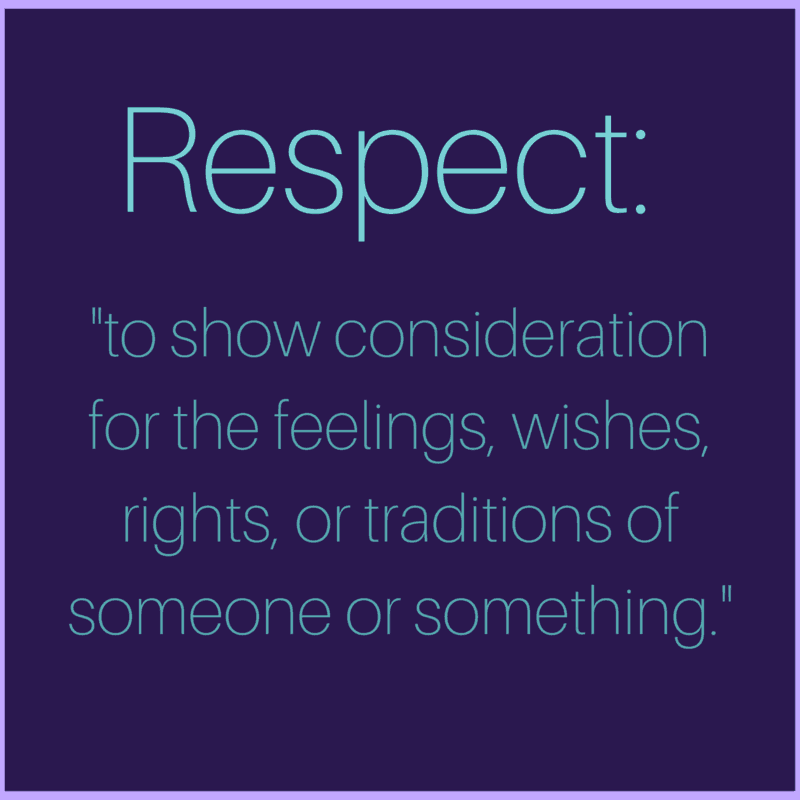 Respect:
"to show consideration
for the feelings, wishes,
rights, or traditions of
someone or something."